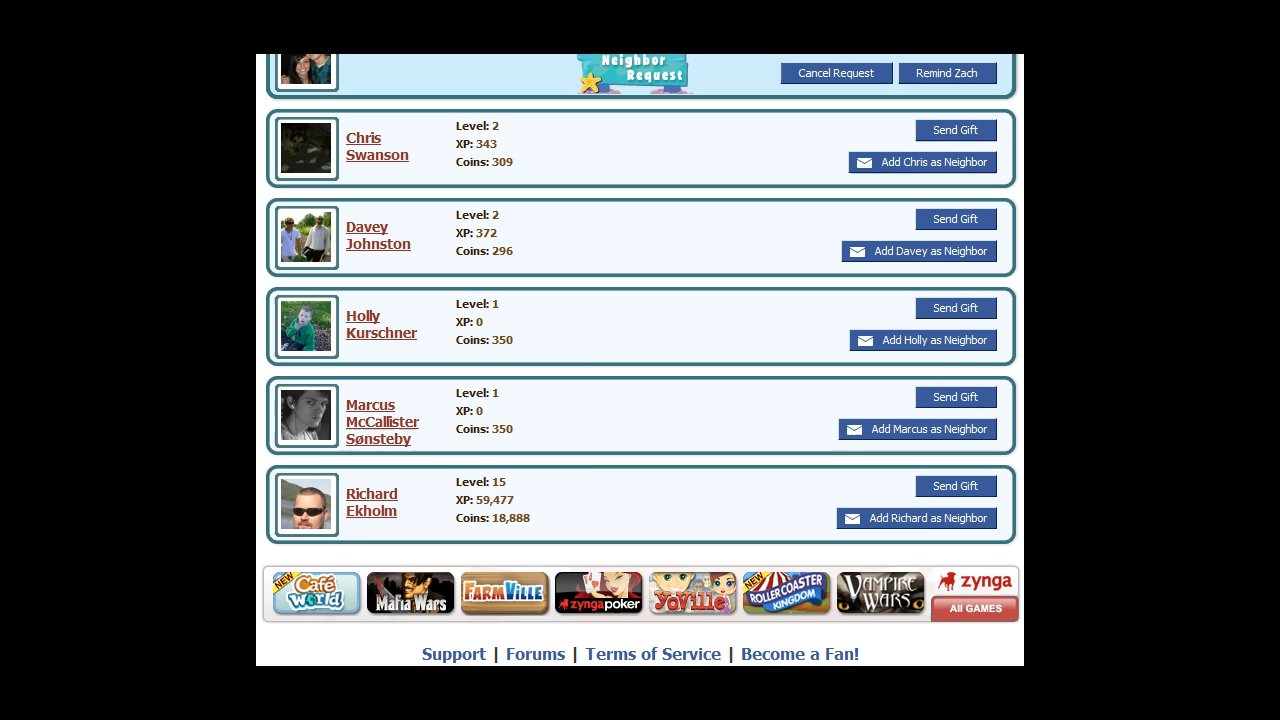 Neighbor
Request
Cancel Request
Remind Zach
Chris
Swanson
Level: 2
XP: 343
Coins: 309
Send Gift
Add Chris as Neighbor
Davey
Johnston
Level: 2
XP: 372
Coins: 296
Send Gift
Add Davey as Neighbor
Holly
Kurschner
Level: 1
XP: 0
Coins: 350
Send Gift
Add Holly as Neighbor
Marcus
McCallister
Sønsteby
Level: 1
XP: 0
Coins: 350
Send Gift
Add Marcus as Neighbor
Richard
Ekholm
Level: 15
XP: 59,477
Coins: 18,888
Send Gift
Add Richard as Neighbor
NEW
Café
World
Mafia Wars
FARMVILLE
zyngapoker
YoVille
NEW
ROLLER COASTER
KINGDOM
VAMPIRE
WARS
zynga
All GAMES
Support | Forums | Terms of Service | Become a Fan!